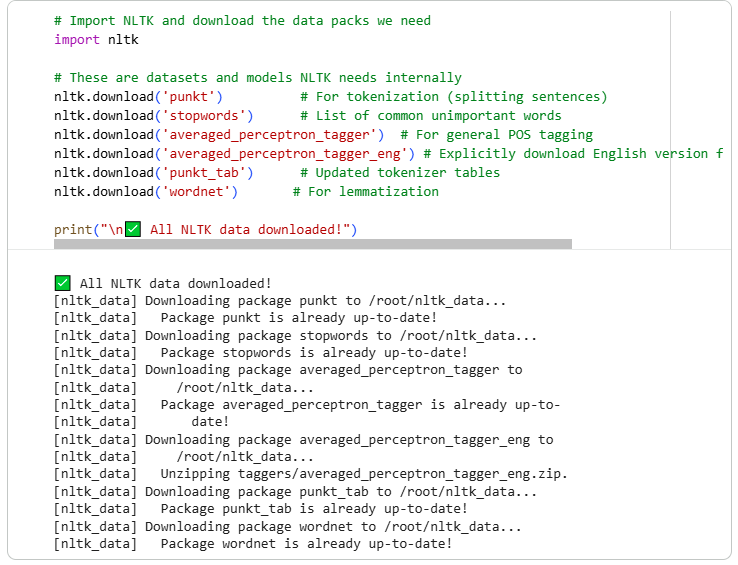 # Import NLTK and download the data packs we need
import nltk
# These are datasets and models NLTK needs internally
nltk.download('punkt')          # For tokenization (splitting sentences)
nltk.download('stopwords')      # List of common unimportant words
nltk.download('averaged_perceptron_tagger')  # For general POS tagging
nltk.download('averaged_perceptron_tagger_eng') # Explicitly download English version f
nltk.download('punkt_tab')      # Updated tokenizer tables
nltk.download('wordnet')       # For lemmatization
print("\n✅ All NLTK data downloaded!")
✅ All NLTK data downloaded!
[nltk_data] Downloading package punkt to /root/nltk_data...
[nltk_data]   Package punkt is already up-to-date!
[nltk_data] Downloading package stopwords to /root/nltk_data...
[nltk_data]   Package stopwords is already up-to-date!
[nltk_data] Downloading package averaged_perceptron_tagger to
[nltk_data]     /root/nltk_data...
[nltk_data]   Package averaged_perceptron_tagger is already up-to-
[nltk_data]       date!
[nltk_data] Downloading package averaged_perceptron_tagger_eng to
[nltk_data]     /root/nltk_data...
[nltk_data]   Unzipping taggers/averaged_perceptron_tagger_eng.zip.
[nltk_data] Downloading package punkt_tab to /root/nltk_data...
[nltk_data]   Package punkt_tab is already up-to-date!
[nltk_data] Downloading package wordnet to /root/nltk_data...
[nltk_data]   Package wordnet is already up-to-date!